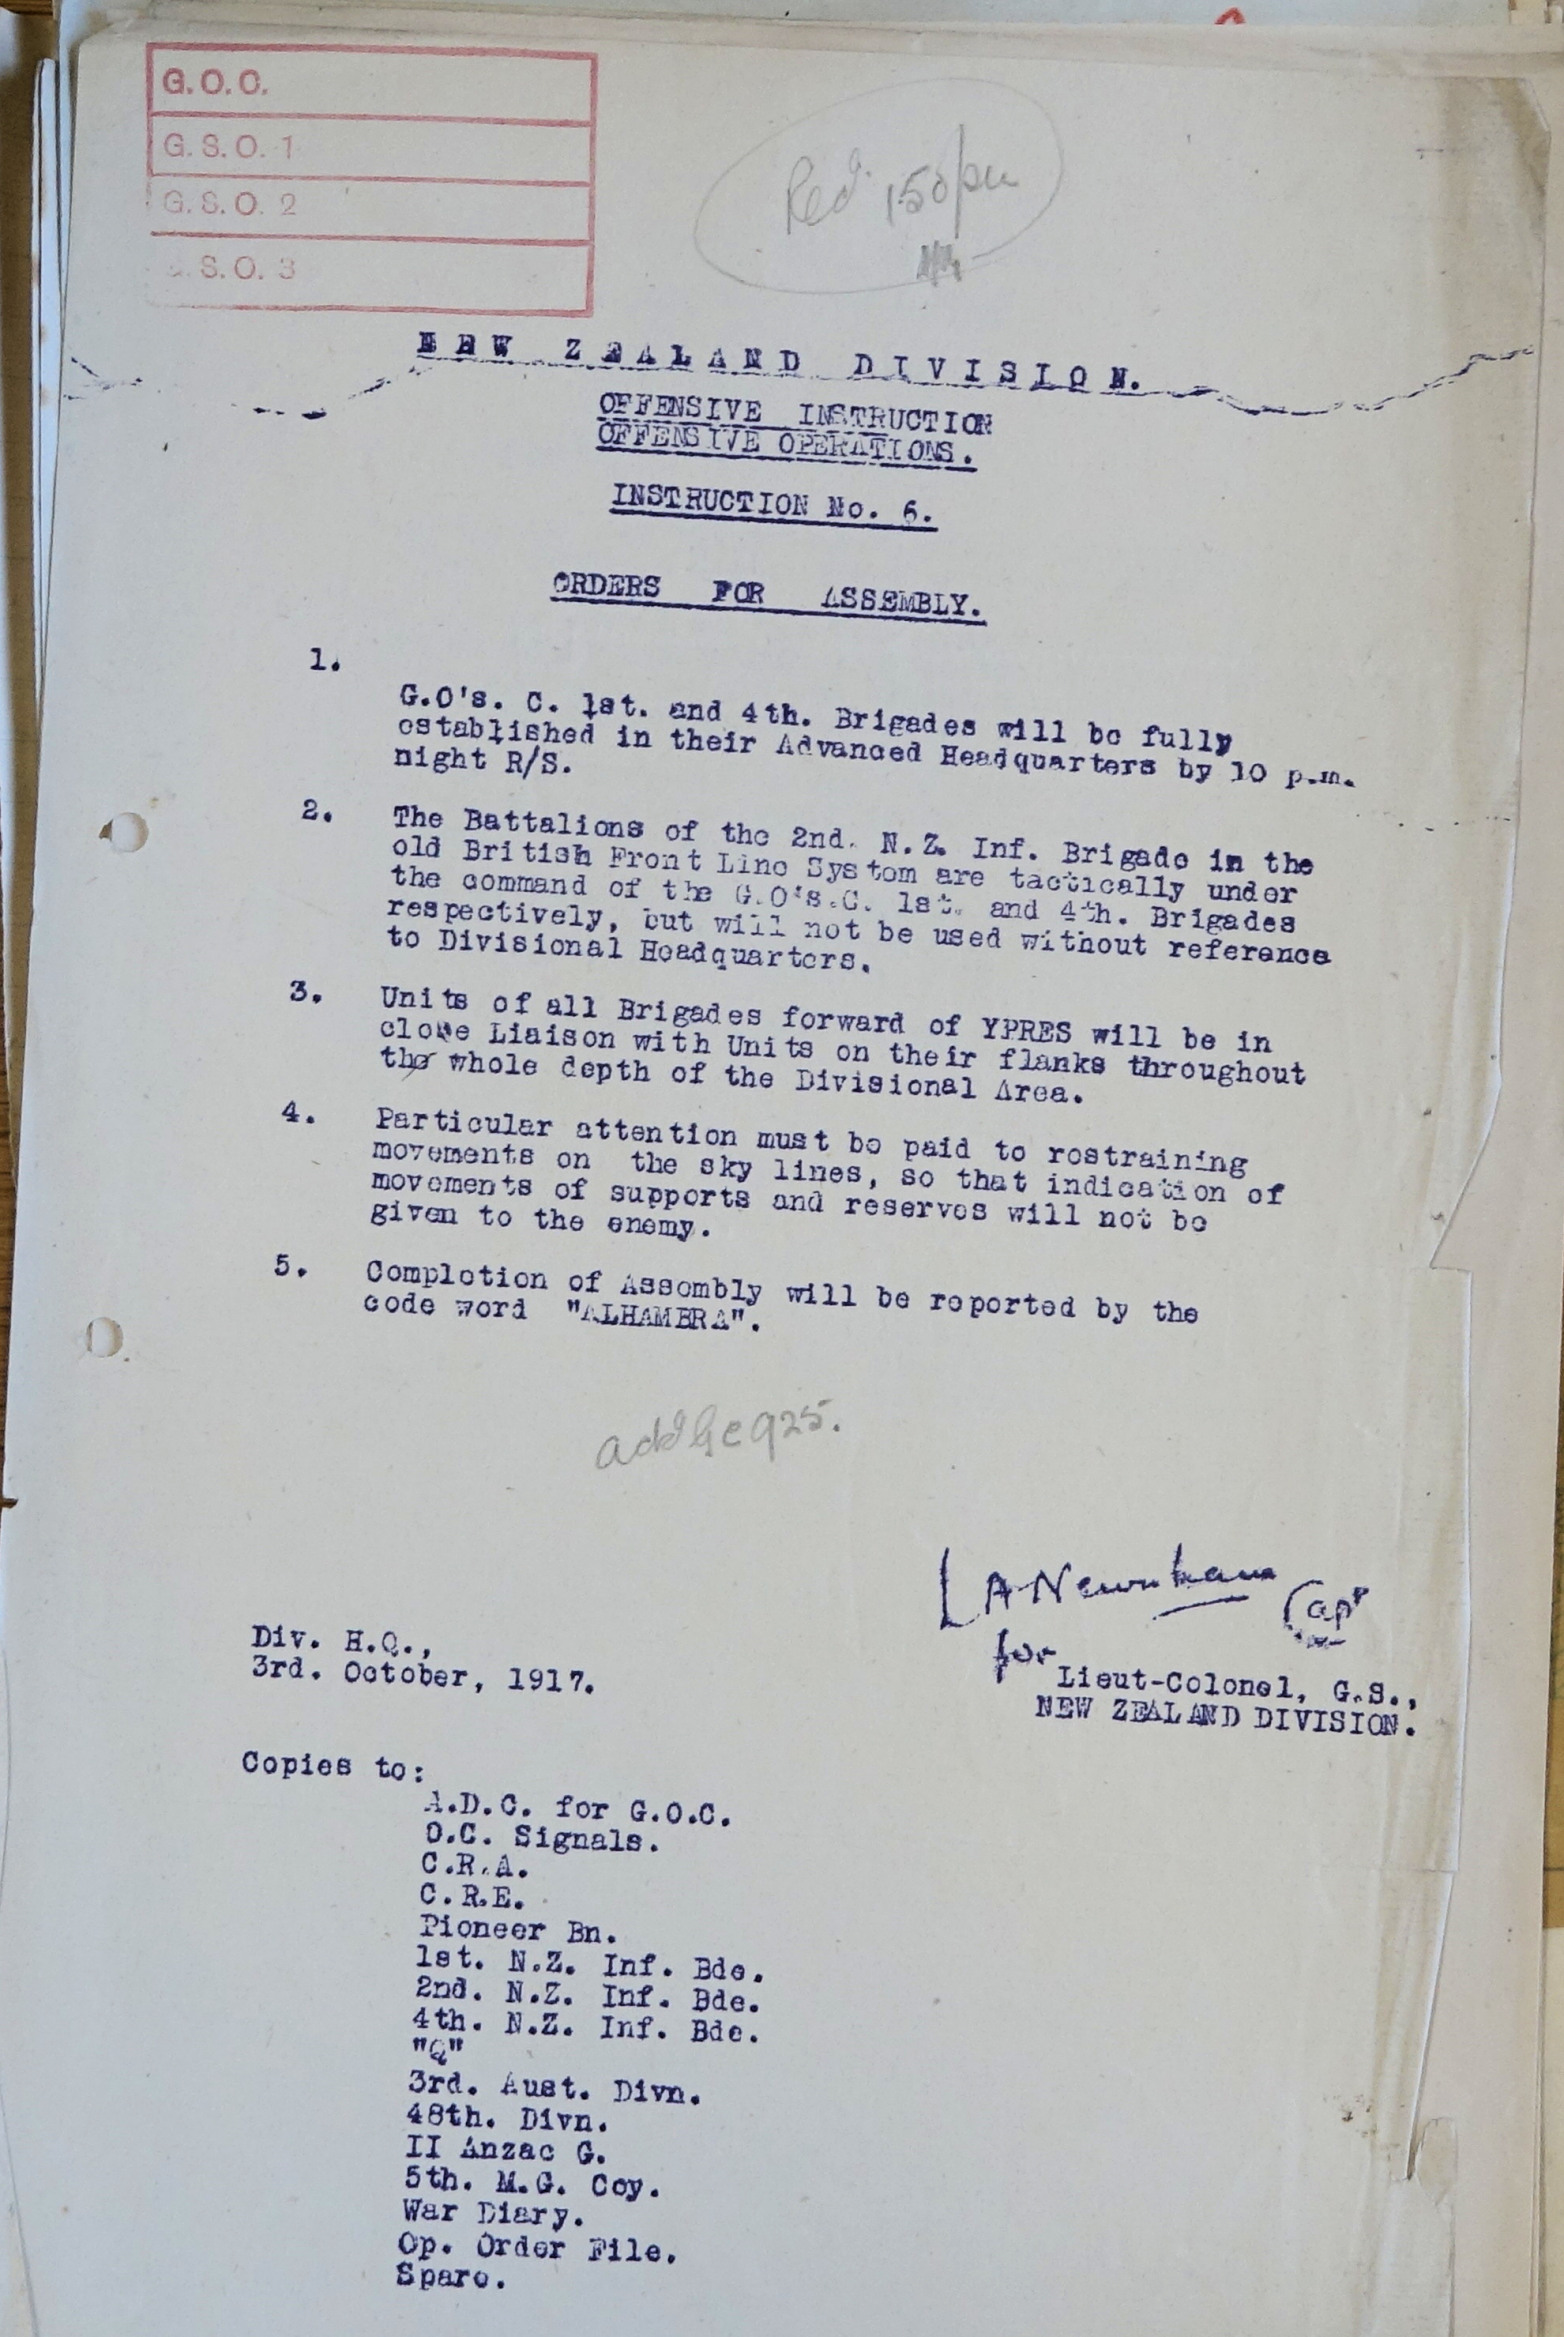 G.O.C.
G.S.O. 1
G.S.O. 2
S.O. 3
Recd. 1.50 pm
NEW ZEALAND DIVISION.
OFFENSIVE INSTRUCTION
OFFENSIVE OPERATIONS.
INSTRUCTION No. 6.
ORDERS FOR ASSEMBLY.
1.
G.O's. C. 1st. and 4th. Brigades will be fully
established in their Advanced Headquarters by 10 p.m.
night R/S.
2. The Battalions of the 2nd. N.Z. Inf. Brigade in the
old British Front Line System are tactically under
the command of the G.O's.C. 1st. and 4th. Brigades
respectively, but will not be used without reference
to Divisional Headquarters.
3. Units of all Brigades forward of YPRES will be in
close Liaison with Units on their flanks throughout
the whole depth of the Divisional Area.
4. Particular attention must be paid to restraining
movements on the sky lines, so that indication of
movements of supports and reserves will not be
given to the enemy.
5. Completion of Assembly will be reported by the
code word "ALHAMBRA".
925.
LANewnham Capt
for
Div. H.Q.,
3rd. October, 1917.
Lieut-Colonel, G.S.,
NEW ZEALAND DIVISION.
Copies to:
A.D.C. for G.O.C.
O.C. Signals.
C.R.A.
C.R.E.
Pioneer Bn.
1st. N.Z. Inf. Bde.
2nd. N.Z. Inf. Bde.
4th. N.Z. Inf. Bde.
"Q"
3rd. Aust. Divn.
48th. Divn.
II Anzac G.
5th. M.G. Coy.
War Diary.
Op. Order File.
Spare.